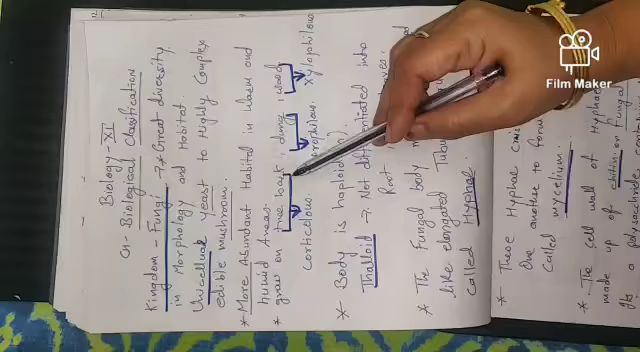 Biology - XI
CH - Biological Classification
Kingdom - Fungi → * Great diversity
in Morphology and Habitat.
Unicellular yeast to Highly Complex
edible mushroom.
* More Abundant Habital in Warm and
humid Areas.
* grow on tree bark, dung, wood
corticolous. Xylophilous
* Body is haploid
Thalloid → Not differentiated into
Root
* The Fungal body
like elongated
called Hyphae.
* These Hyphae
one another to form
called mycelium.
* The cell wall of Hyphae
made up of chitin or fungal
Film Maker